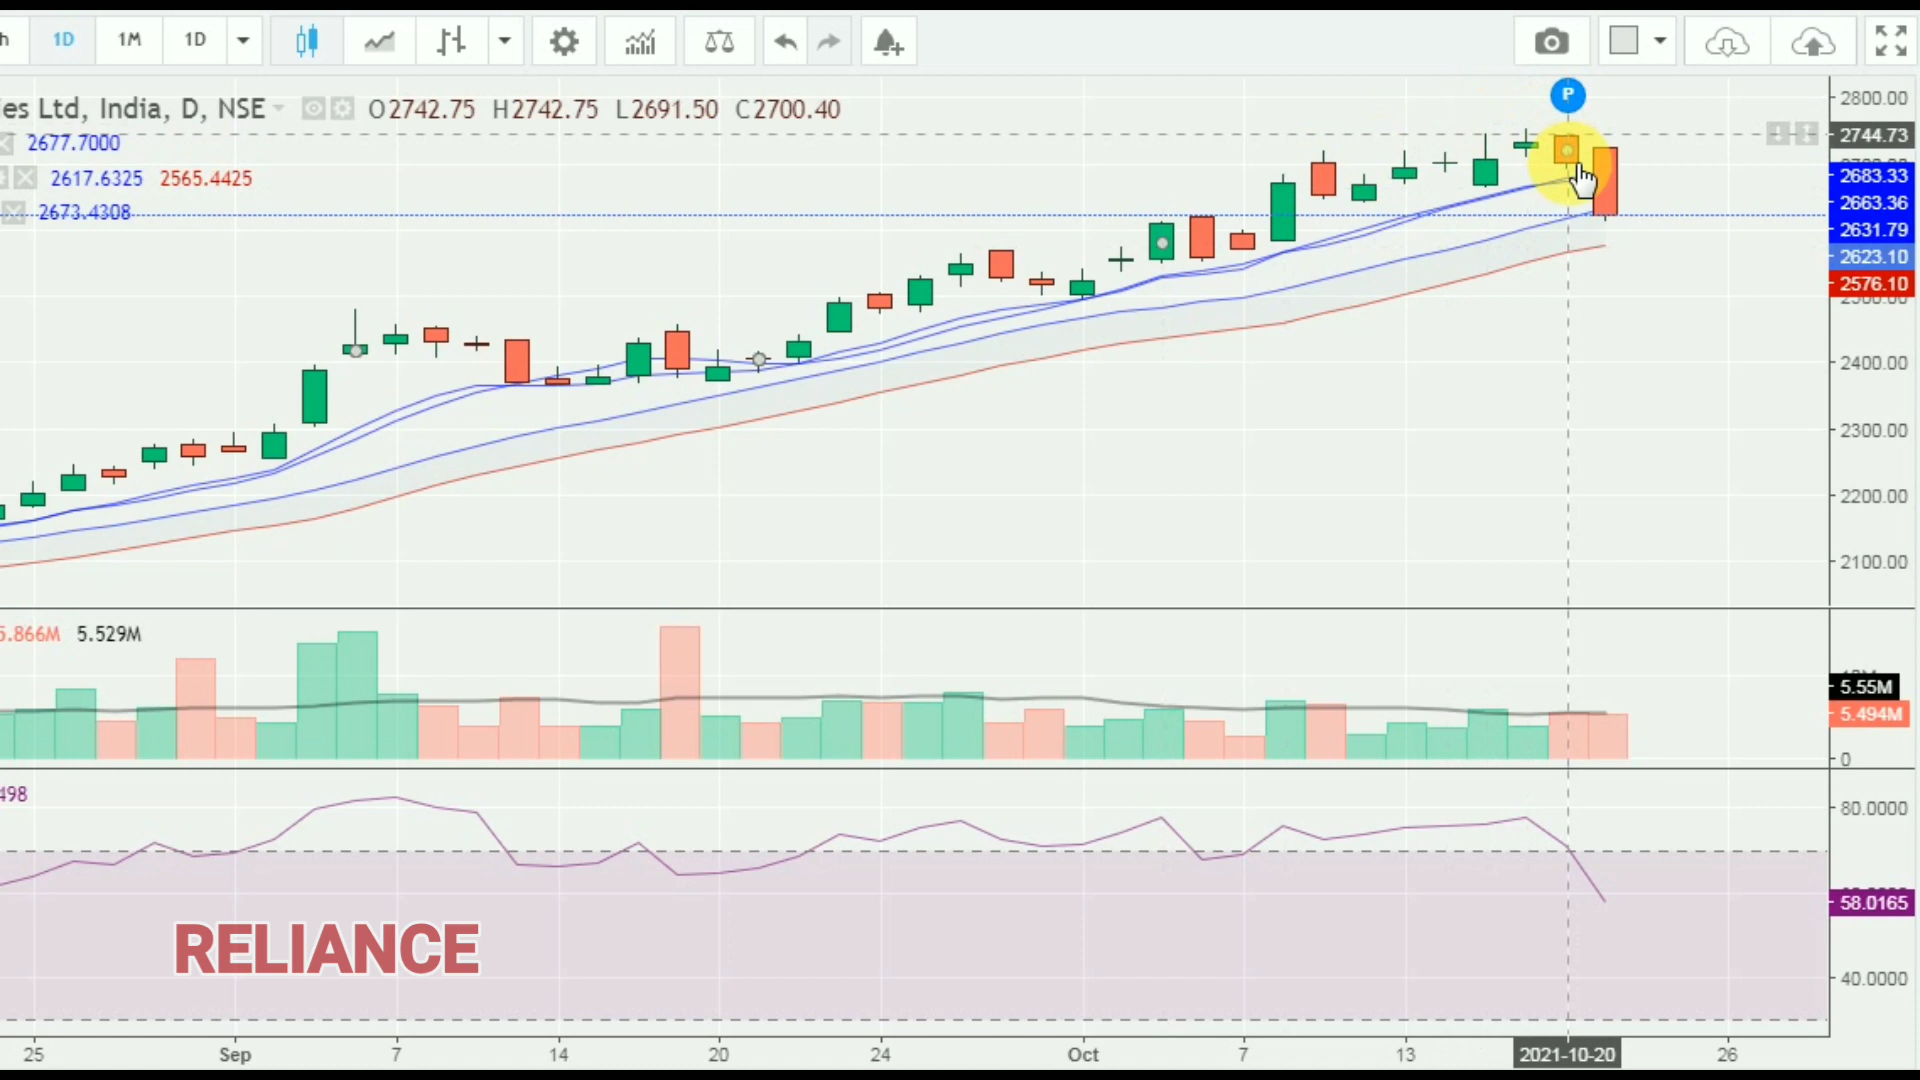 h 1D 1M 1D
P
es Ltd, India, D, NSE O2742.75 H2742.75 L2691.50 C2700.40
2677.7000
2617.6325 2565.4425
2673.4308
2800.00
2744.73
2683.33
2663.36
2631.79
2623.10
2576.10
2400.00
2300.00
2200.00
2100.00
5.866M 5.529M
5.55M
5.494M
0
498
80.0000
58.0165
40.0000
RELIANCE
25 Sep 7 14 20 24 Oct 7 13 2021-10-20 26